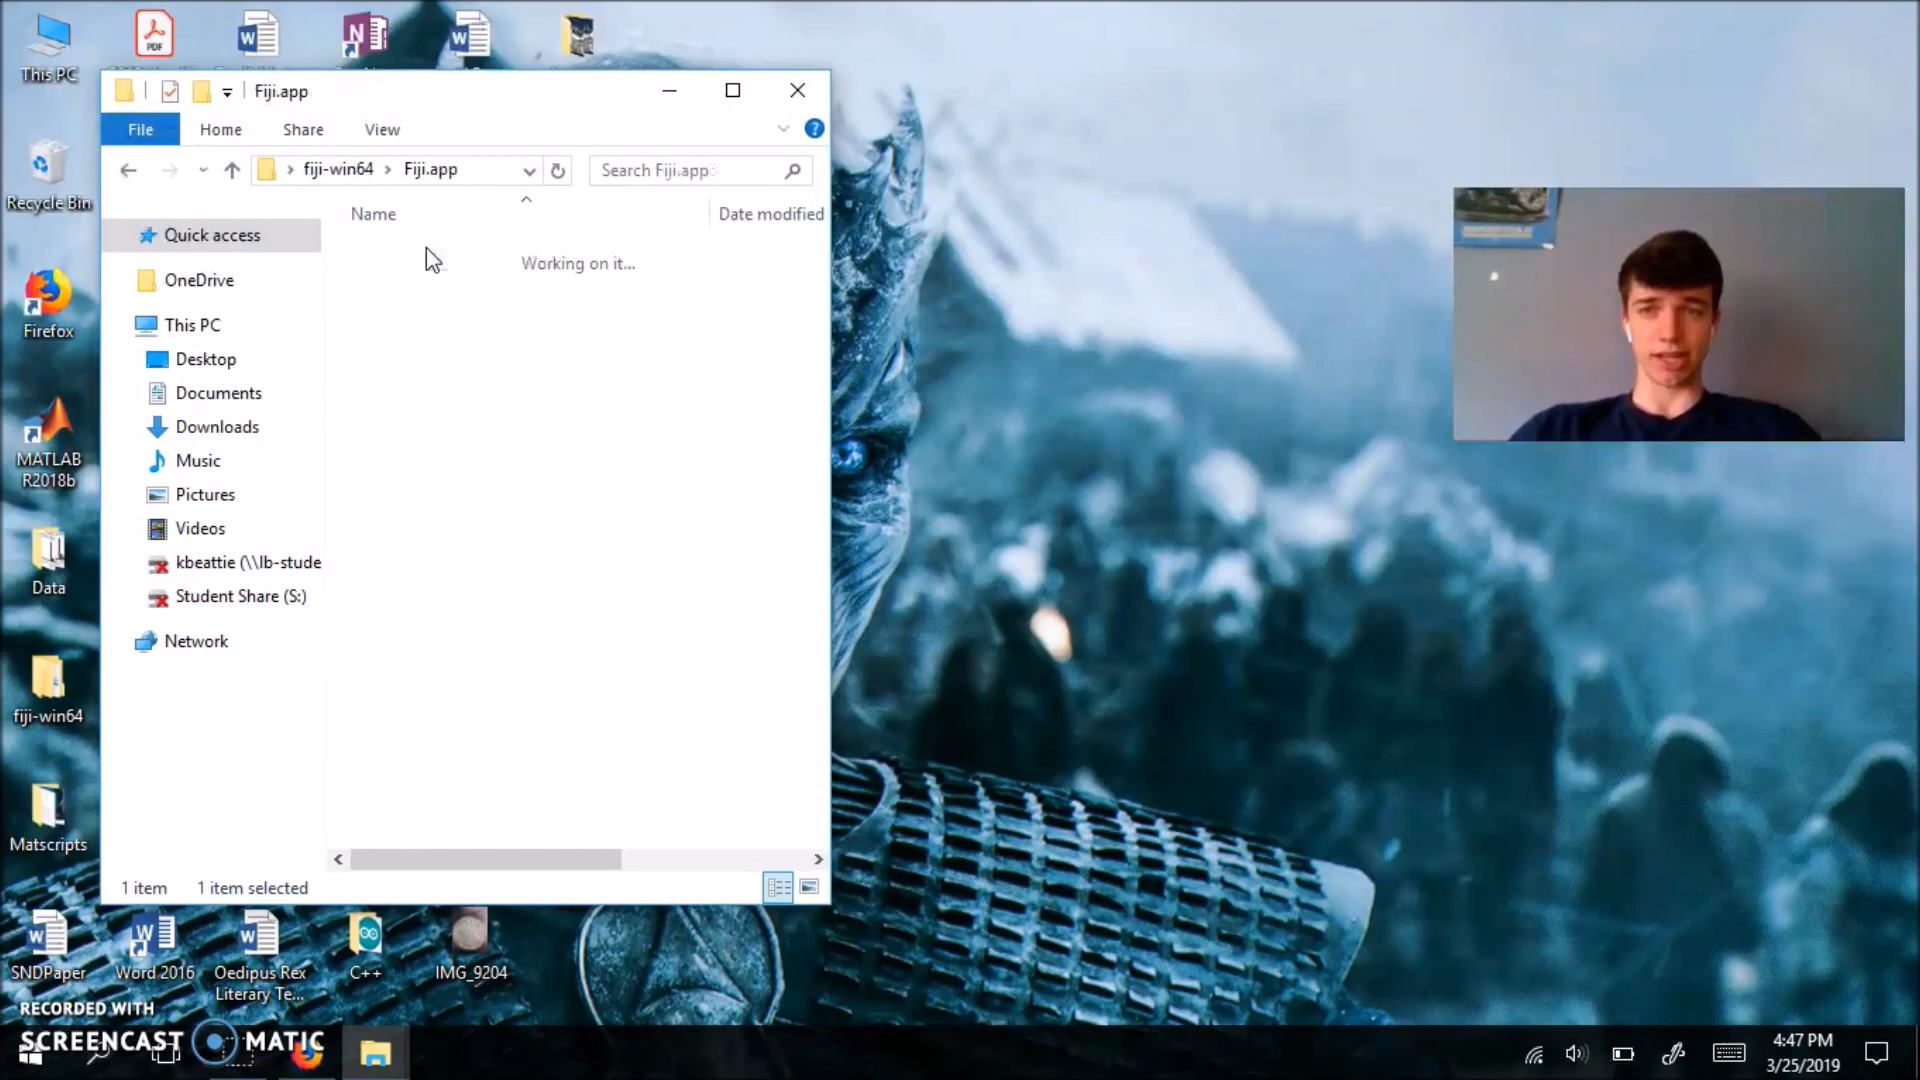 This PC
PDF
Recycle Bin
Firefox
MATLAB
R2018b
Data
fiji-win64
Matscripts
Fiji.app
File
Home
Share
View
fiji-win64
Fiji.app
Search Fiji.app
Name
Date modified
Working on it...
Quick access
OneDrive
This PC
Desktop
Documents
Downloads
Music
Pictures
Videos
kbeattie (\\lb-stude
Student Share (S:)
Network
1 item
1 item selected
SNDPaper
Word 2016
Oedipus Rex
Literary Te...
C++
IMG_9204
RECORDED WITH
SCREENCAST MATIC
4:47 PM
3/25/2019